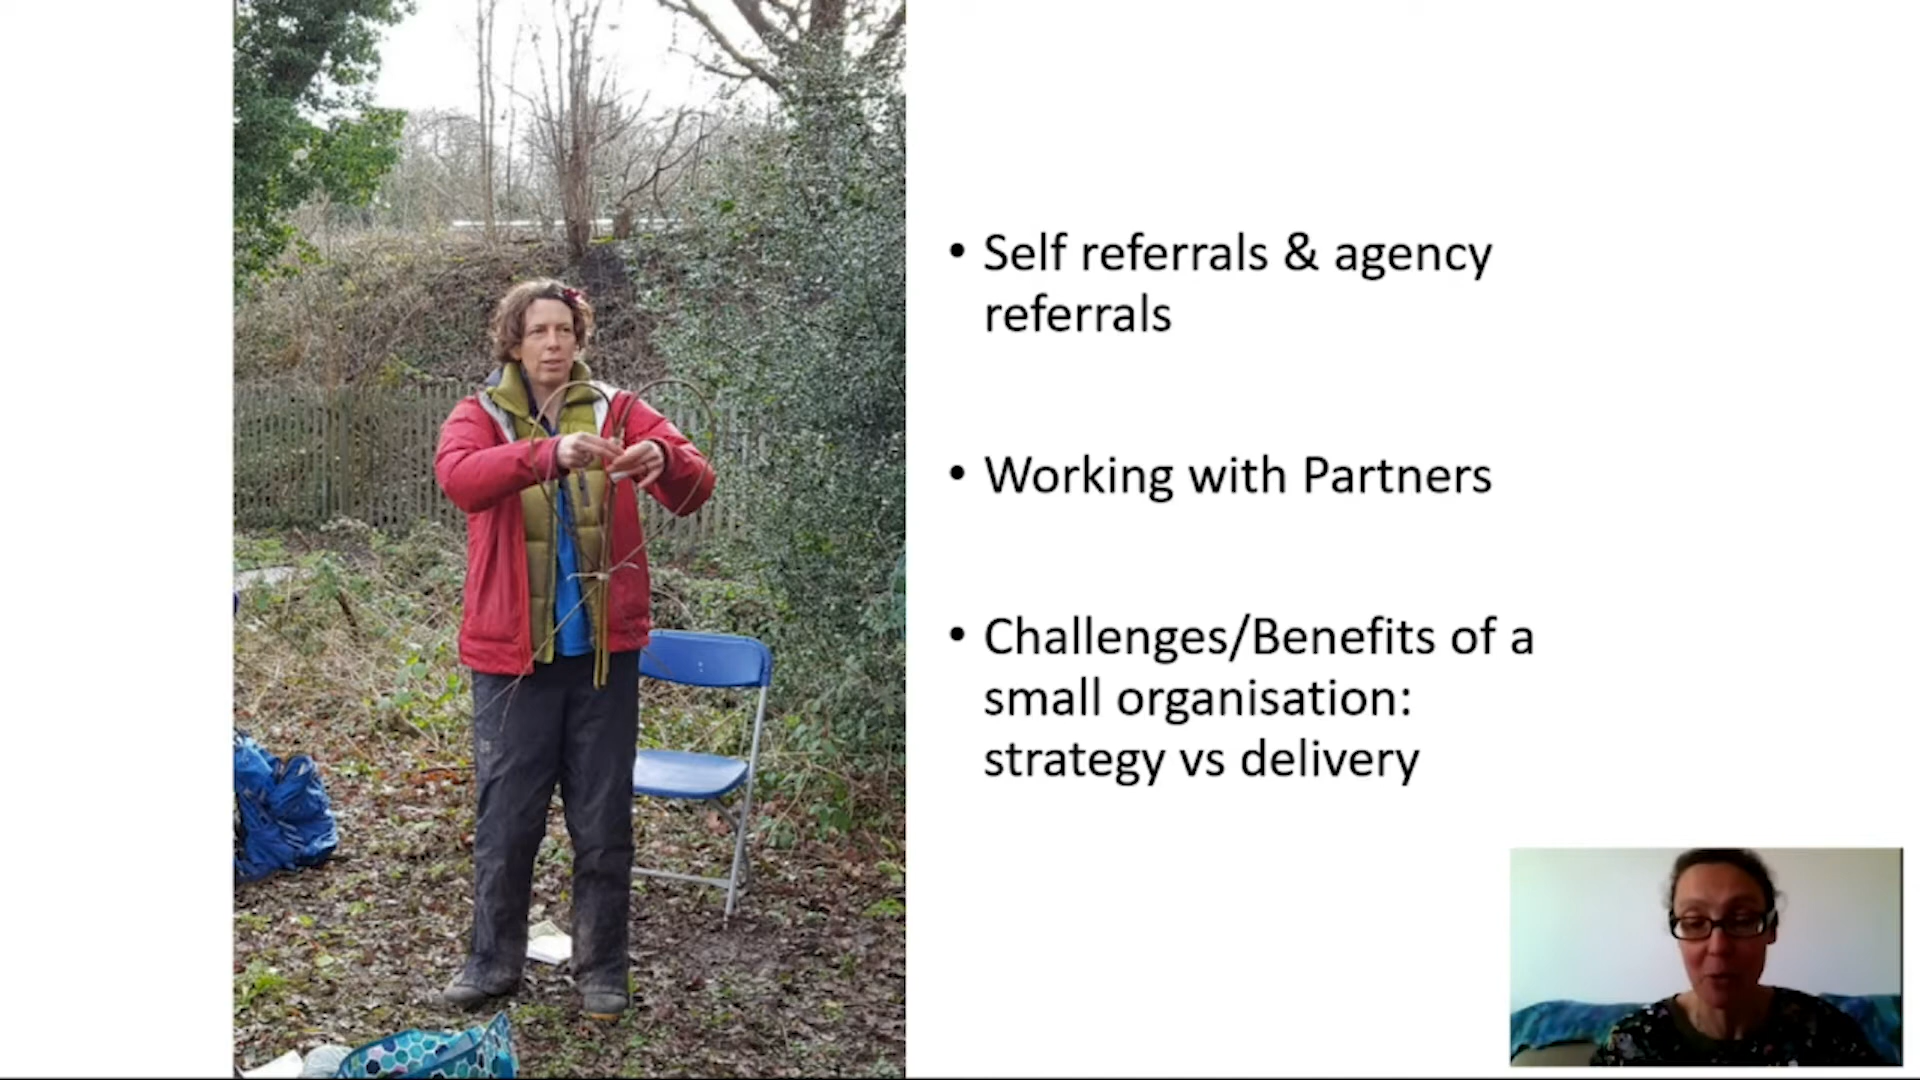 • Self referrals & agency
referrals
• Working with Partners
• Challenges/Benefits of a
small organisation:
strategy vs delivery